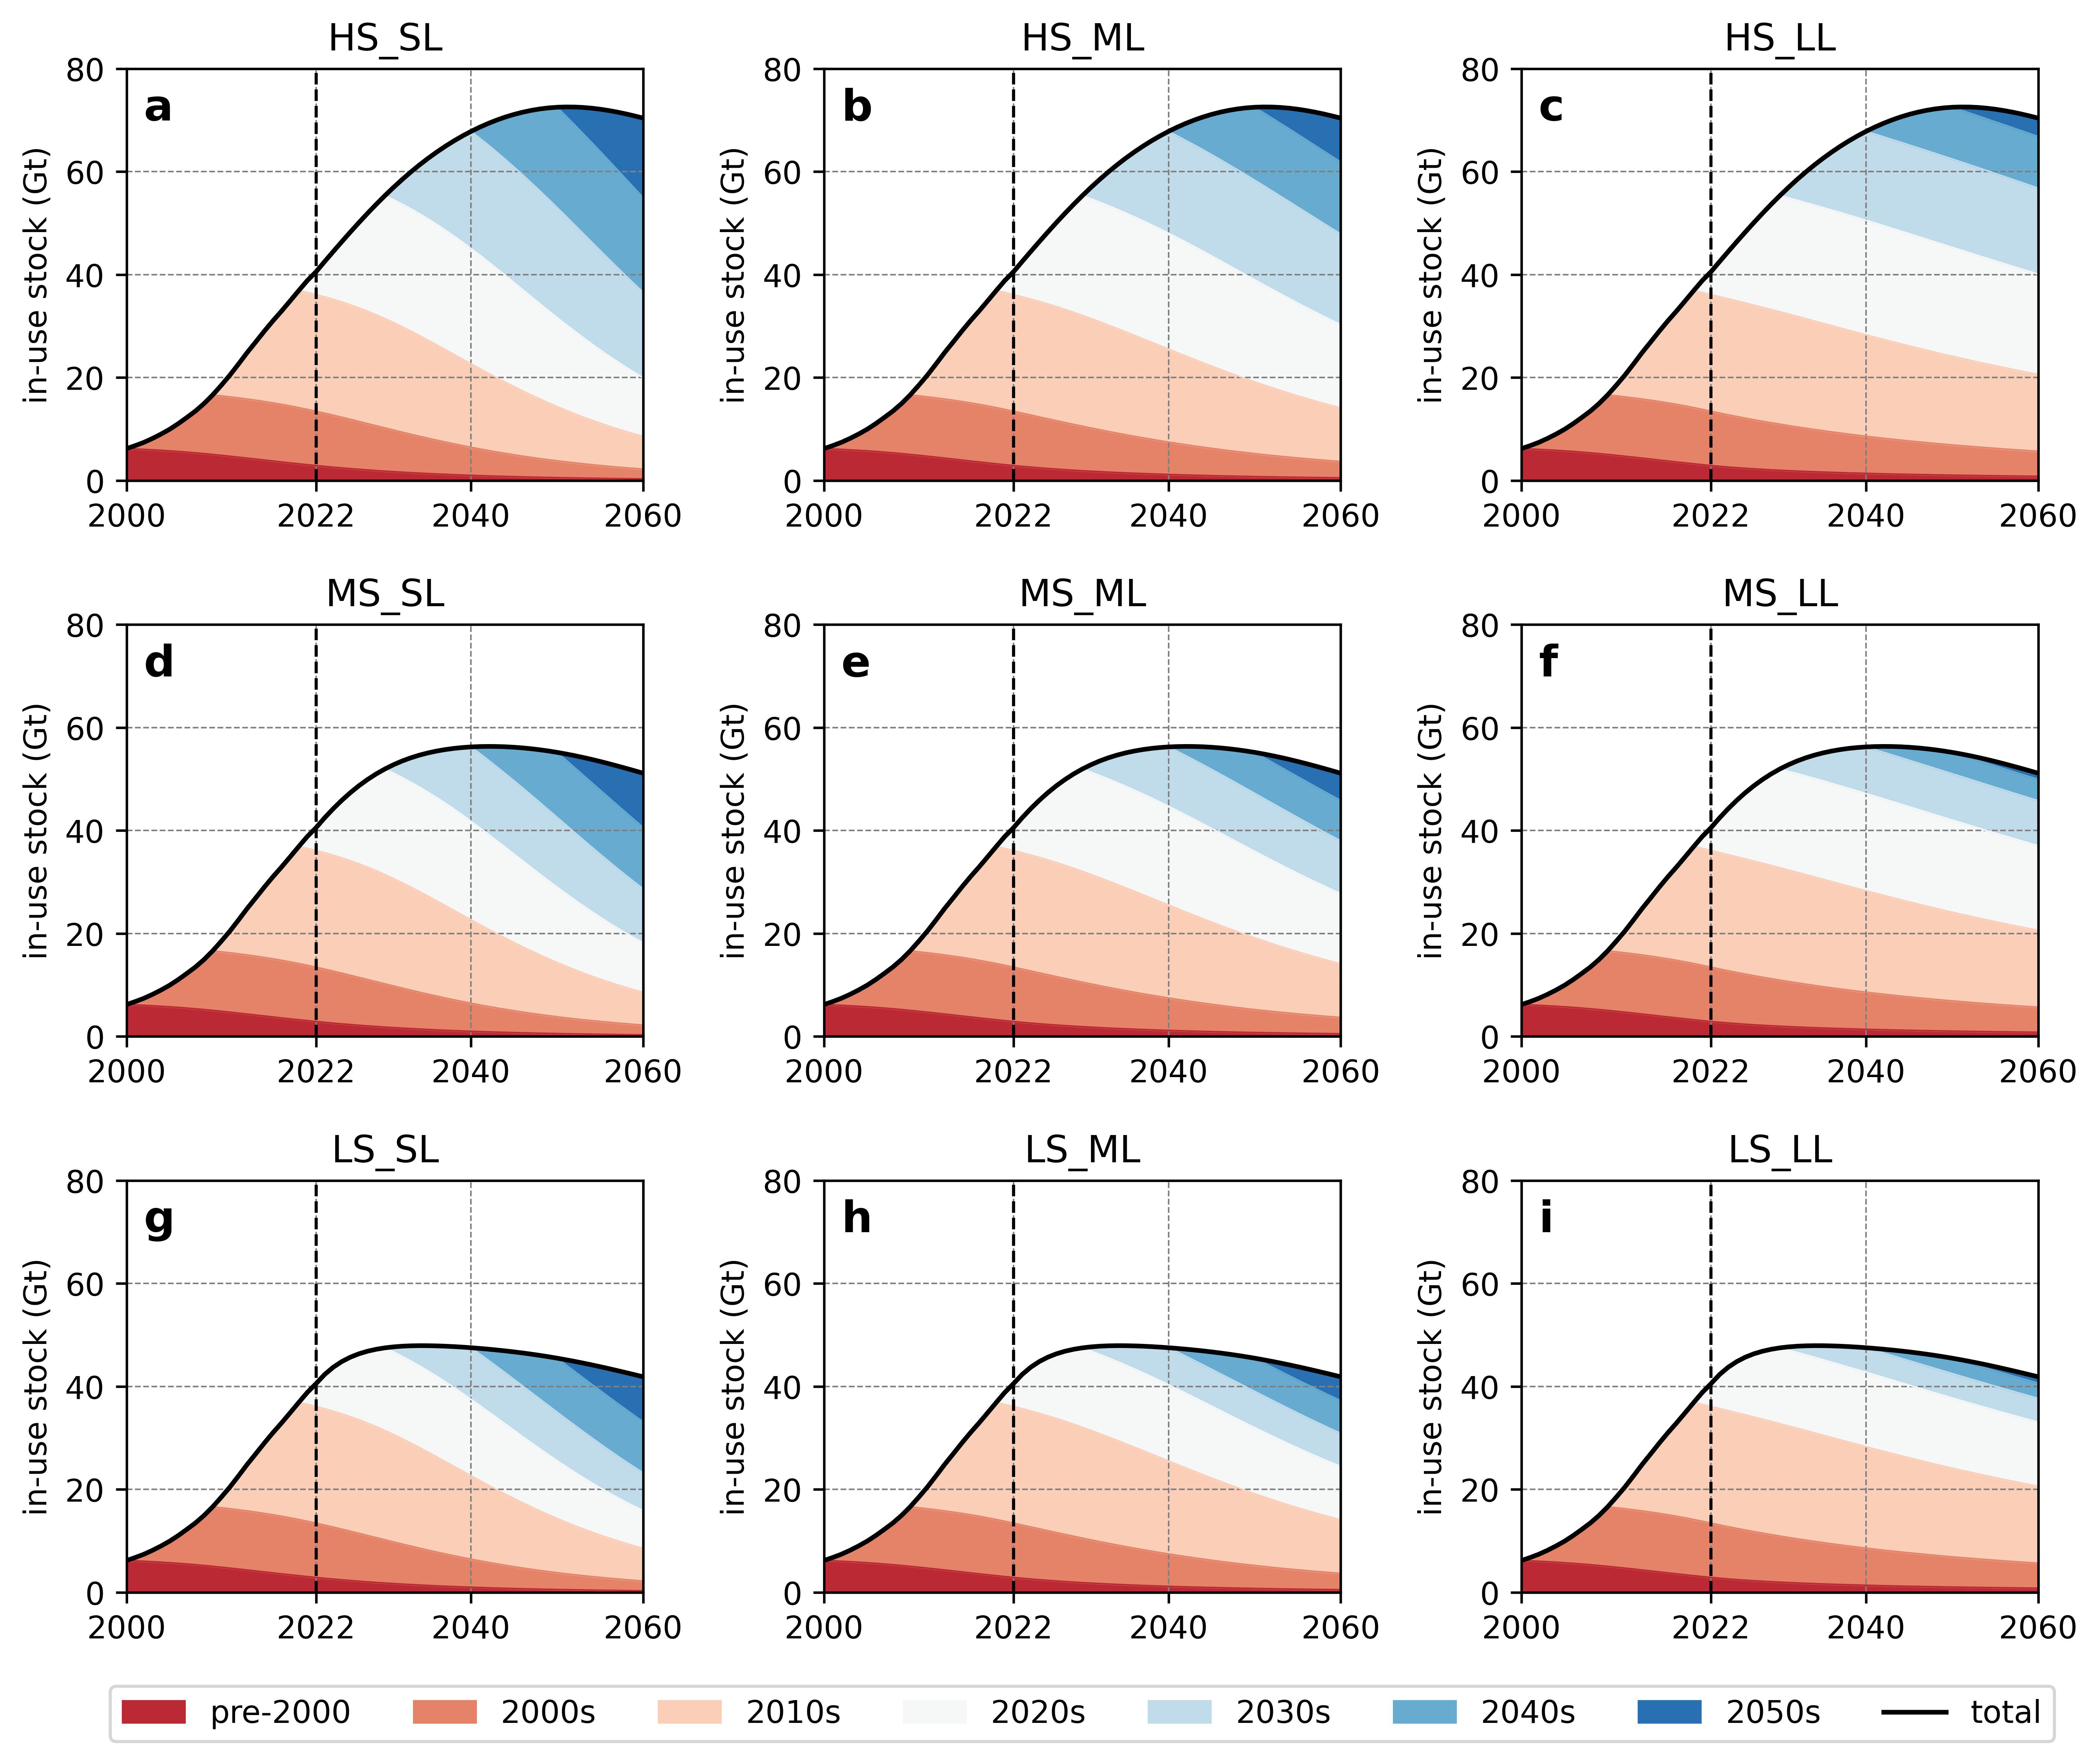 HS_SL HS_ML HS_LL
a b c
in-use stock (Gt) in-use stock (Gt) in-use stock (Gt)
80 80 80
60 60 60
40 40 40
20 20 20
0 0 0
2000 2022 2040 2060 2000 2022 2040 2060 2000 2022 2040 2060
MS_SL MS_ML MS_LL
d e f
in-use stock (Gt) in-use stock (Gt) in-use stock (Gt)
80 80 80
60 60 60
40 40 40
20 20 20
0 0 0
2000 2022 2040 2060 2000 2022 2040 2060 2000 2022 2040 2060
LS_SL LS_ML LS_LL
g h i
in-use stock (Gt) in-use stock (Gt) in-use stock (Gt)
80 80 80
60 60 60
40 40 40
20 20 20
0 0 0
2000 2022 2040 2060 2000 2022 2040 2060 2000 2022 2040 2060
pre-2000 2000s 2010s 2020s 2030s 2040s 2050s total